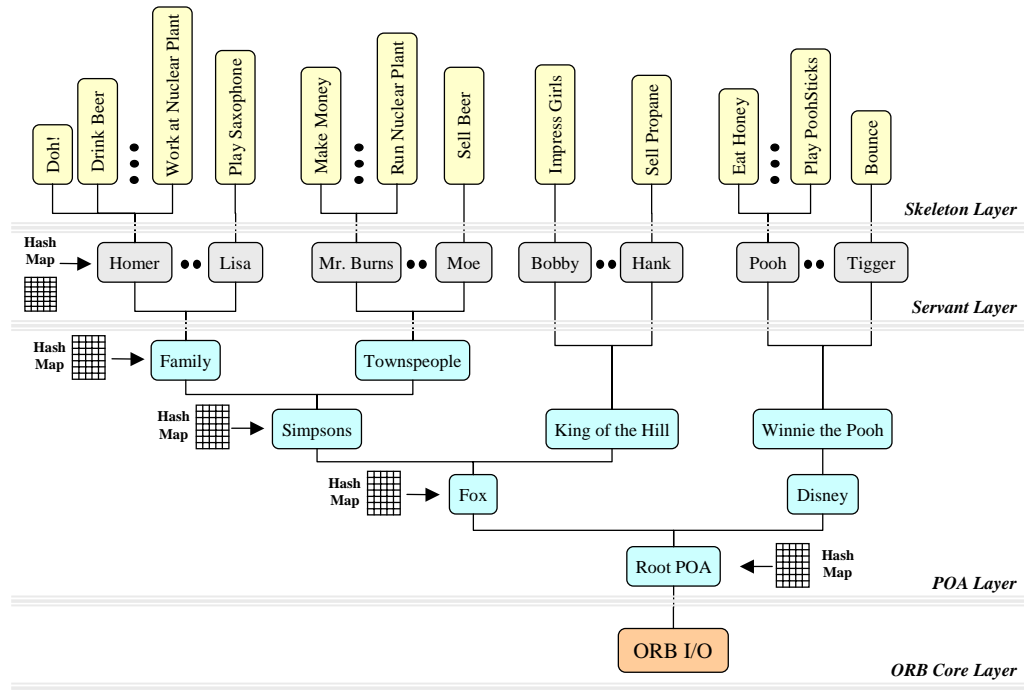 Doh!
Drink Beer
Work at Nuclear Plant
Play Saxophone
Make Money
Run Nuclear Plant
Sell Beer
Impress Girls
Sell Propane
Eat Honey
Play PoohSticks
Bounce
Skeleton Layer
Hash
Map
Homer
Lisa
Mr. Burns
Moe
Bobby
Hank
Pooh
Tigger
Servant Layer
Hash
Map
Family
Townspeople
Hash
Map
Simpsons
King of the Hill
Winnie the Pooh
Hash
Map
Fox
Disney
Root POA
Hash
Map
POA Layer
ORB I/O
ORB Core Layer